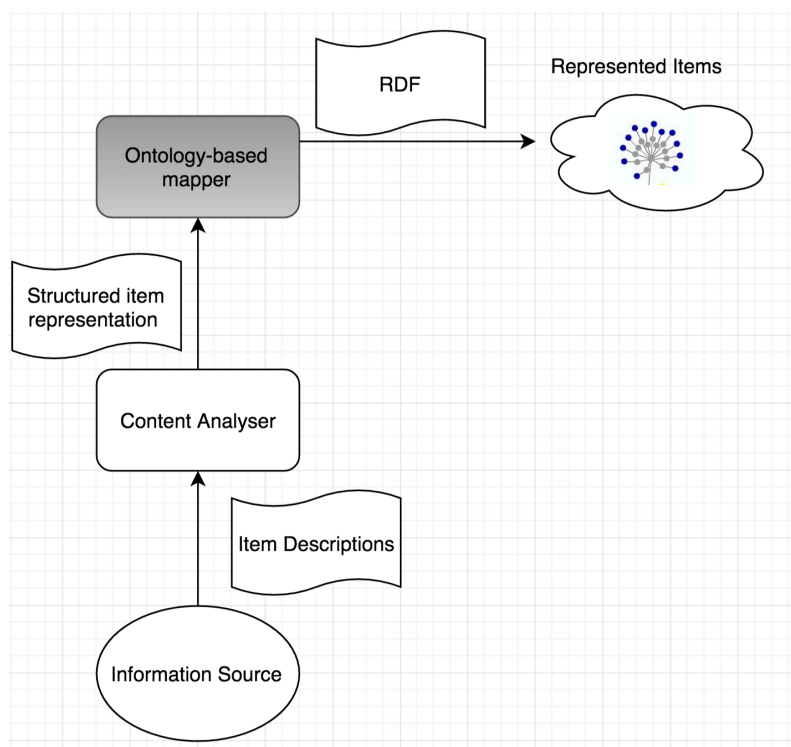 RDF
Represented Items
Ontology-based
mapper
Structured item
representation
Content Analyser
Item Descriptions
Information Source